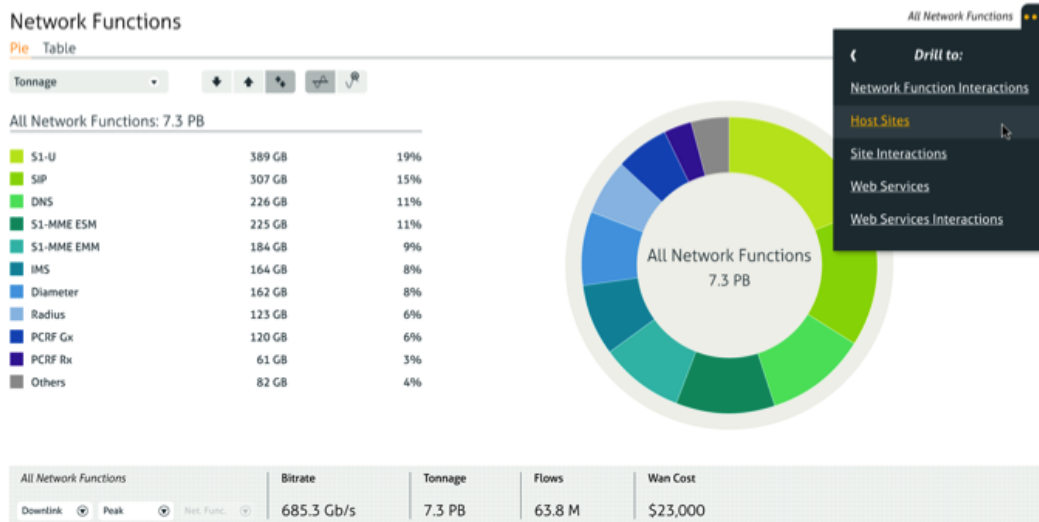 Network Functions
All Network Functions
Pie Table
Drill to:
Network Function Interactions
Host Sites
Site Interactions
Web Services
Web Services Interactions
Tonnage
All Network Functions: 7.3 PB
S1-U 389 GB 19%
SIP 307 GB 15%
DNS 226 GB 11%
S1-MME ESM 225 GB 11%
S1-MME EMM 184 GB 9%
IMS 164 GB 8%
Diameter 162 GB 8%
Radius 123 GB 6%
PCRF Gx 120 GB 6%
PCRF Rx 61 GB 3%
Others 82 GB 4%
All Network Functions
7.3 PB
All Network Functions Bitrate Tonnage Flows Wan Cost
Downlink Peak Net. Func. 685.3 Gb/s 7.3 PB 63.8 M $23,000